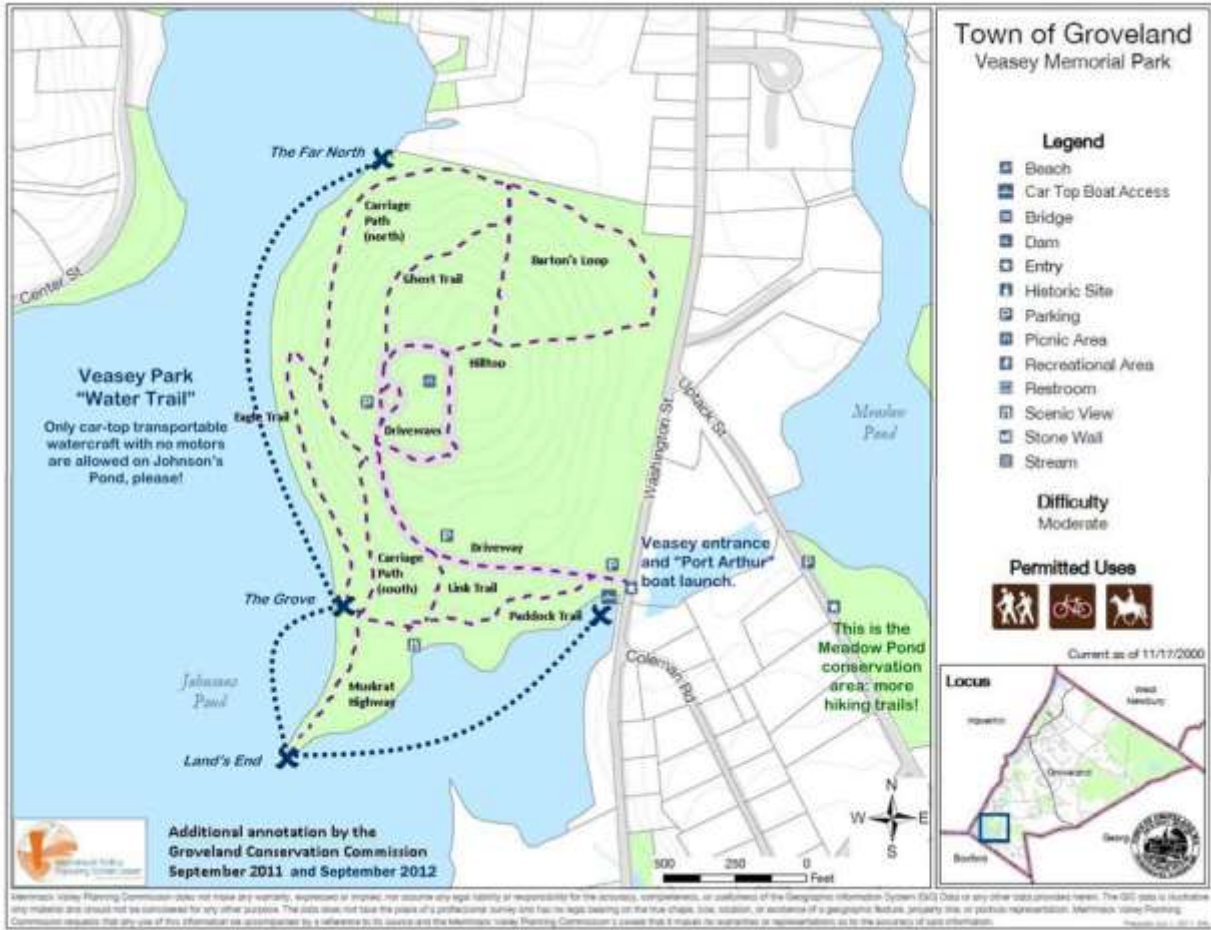 Town of Groveland
Veasey Memorial Park
Legend
Beach
Car Top Boat Access
Bridge
Dam
Entry
Historic Site
Parking
Picnic Area
Recreational Area
Restroom
Scenic View
Stone Wall
Stream
Difficulty
Moderate
Permitted Uses
Current as of 11/17/2000
Locus
West
Newbury
Haverhill
Groveland
Georg
Boxford
The Far North
Carriage
Path
(north)
Ghost Trail
Burton's Loop
Center St
Hilltop
Veasey Park
"Water Trail"
Only car-top transportable
watercraft with no motors
are allowed on Johnson's
Pond, please!
Eagle Trail
Driveways
Uptack St
Washington St.
Meadow
Pond
Driveway
Veasey entrance
and "Port Arthur"
boat launch.
Carriage
Path
(south)
Link Trail
The Grove
Paddock Trail
This is the
Meadow Pond
conservation
area: more
hiking trails!
Coleman Rd
Johnsons
Pond
Muskrat
Highway
Land's End
N
W E
S
Additional annotation by the
Groveland Conservation Commission
September 2011 and September 2012
500 250 0
Feet